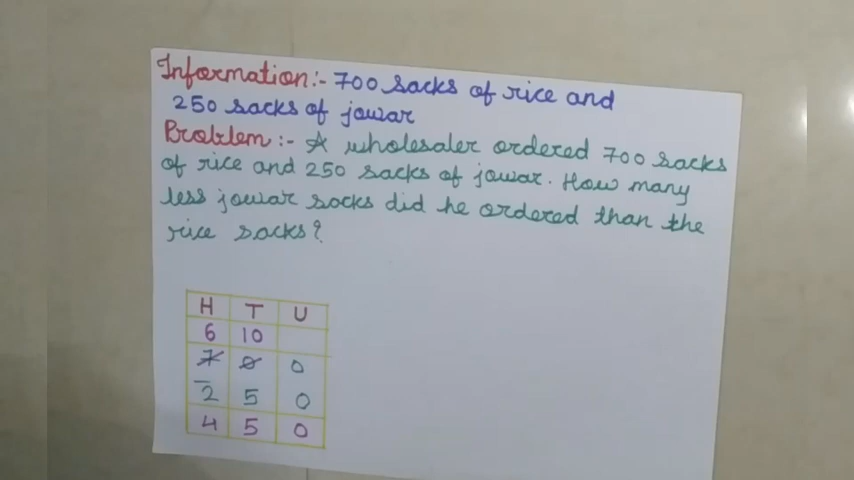 Information:- 700 sacks of rice and
250 sacks of jowar
Problem:- A wholesaler ordered 700 sacks
of rice and 250 sacks of jowar. How many
less jowar socks did he ordered than the
rice sacks?
H T U
6 10
7 0 0
- 2 5 0
4 5 0